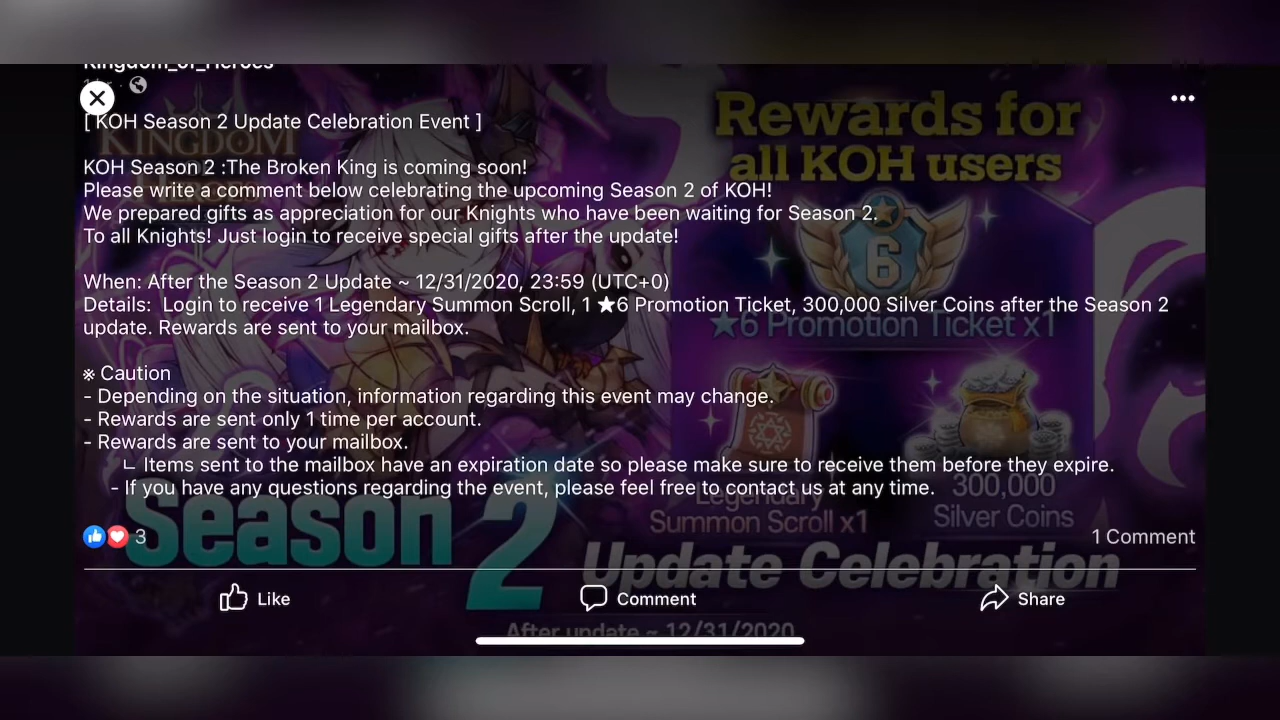 Kingdom_of_Heroes
[ KOH Season 2 Update Celebration Event ]
KOH Season 2 :The Broken King is coming soon!
Please write a comment below celebrating the upcoming Season 2 of KOH!
We prepared gifts as appreciation for our Knights who have been waiting for Season 2.
To all Knights! Just login to receive special gifts after the update!
When: After the Season 2 Update ~ 12/31/2020, 23:59 (UTC+0)
Details:  Login to receive 1 Legendary Summon Scroll, 1 ★6 Promotion Ticket, 300,000 Silver Coins after the Season 2
update. Rewards are sent to your mailbox.
※ Caution
- Depending on the situation, information regarding this event may change.
- Rewards are sent only 1 time per account.
- Rewards are sent to your mailbox.
ㄴ Items sent to the mailbox have an expiration date so please make sure to receive them before they expire.
- If you have any questions regarding the event, please feel free to contact us at any time.
3
1 Comment
Like
Comment
Share
KINGDOM
Rewards for
all KOH users
6
★6 Promotion Ticket x1
Legendary
Summon Scroll x1
300,000
Silver Coins
Season 2
Update Celebration
After update ~ 12/31/2020